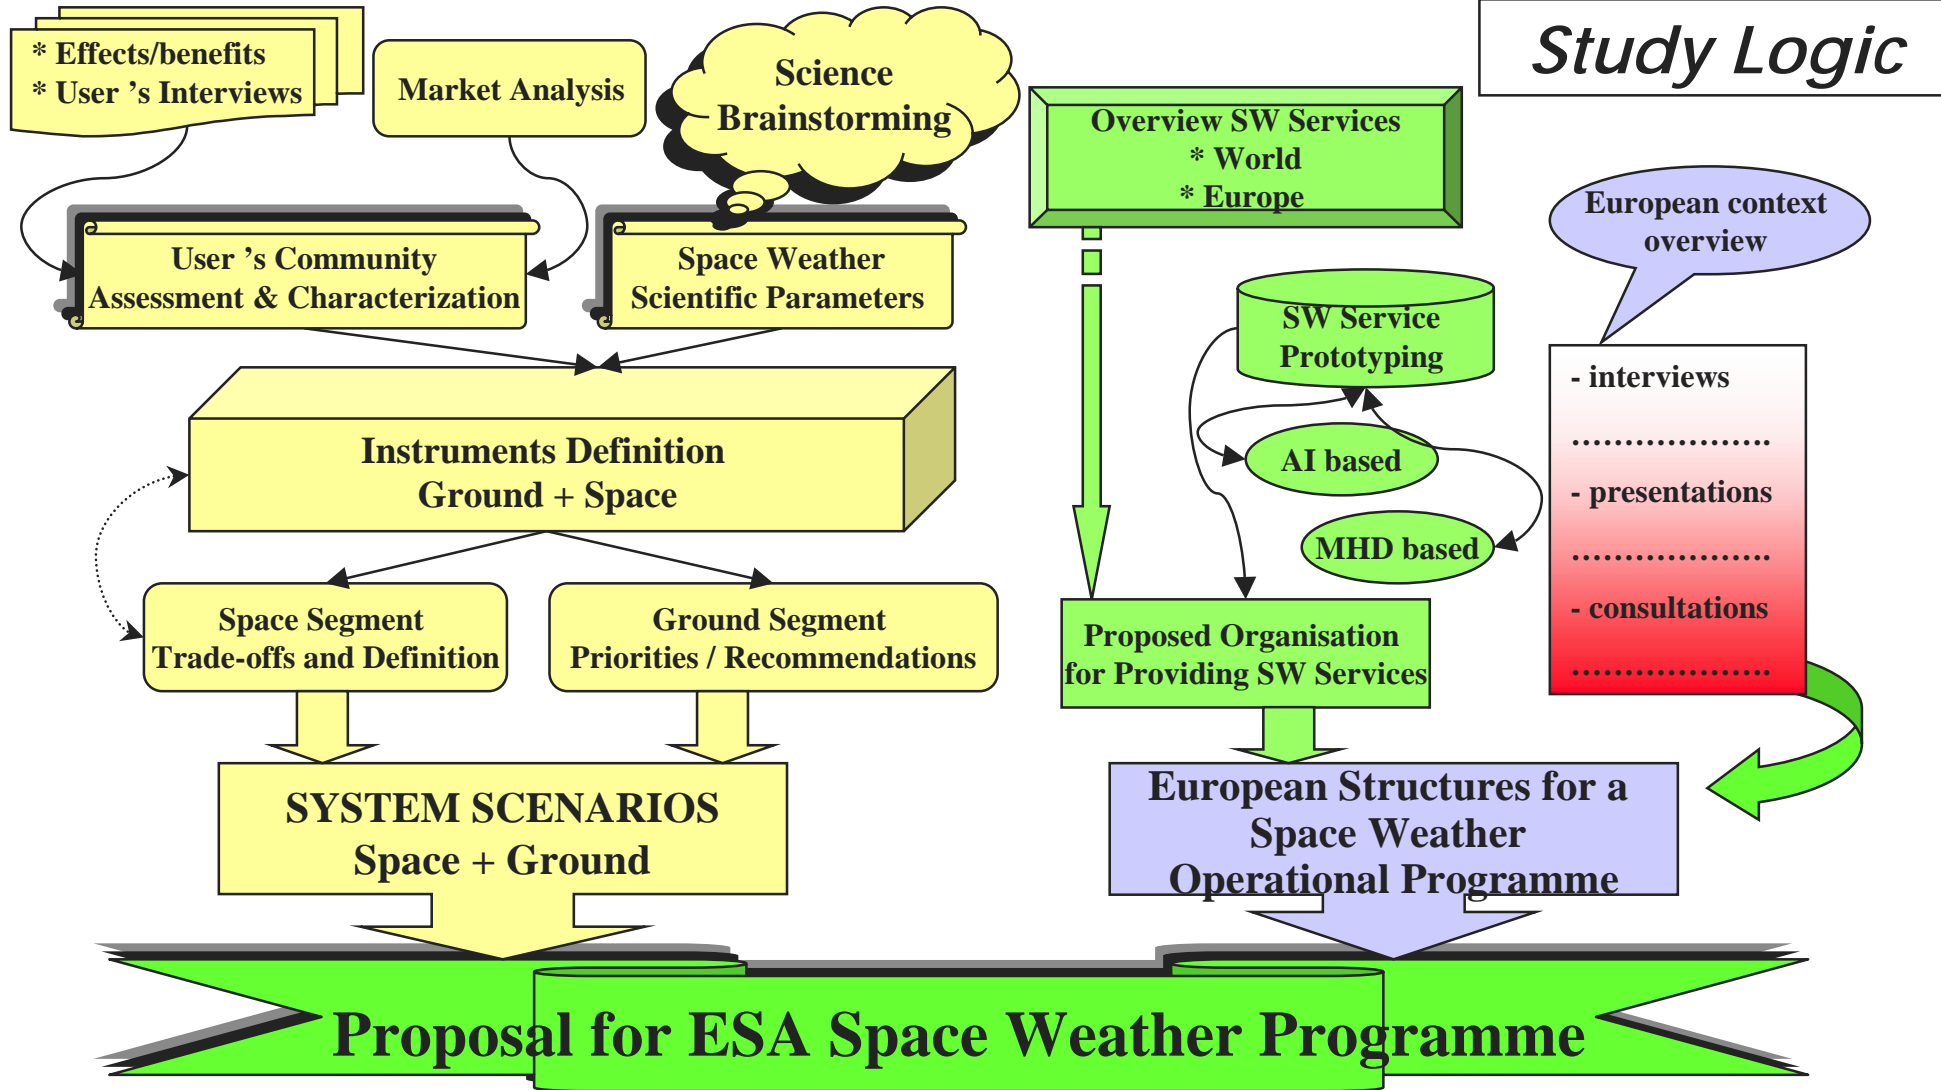 Study Logic
* Effects/benefits
* User ’s Interviews
Market Analysis
Science
Brainstorming
Overview SW Services
* World
* Europe
European context
overview
User ’s Community
Assessment & Characterization
Space Weather
Scientific Parameters
SW Service
Prototyping
- interviews
...................
- presentations
...................
- consultations
...................
AI based
MHD based
Instruments Definition
Ground + Space
Space Segment
Trade-offs and Definition
Ground Segment
Priorities / Recommendations
Proposed Organisation
for Providing SW Services
SYSTEM SCENARIOS
Space + Ground
European Structures for a
Space Weather
Operational Programme
Proposal for ESA Space Weather Programme